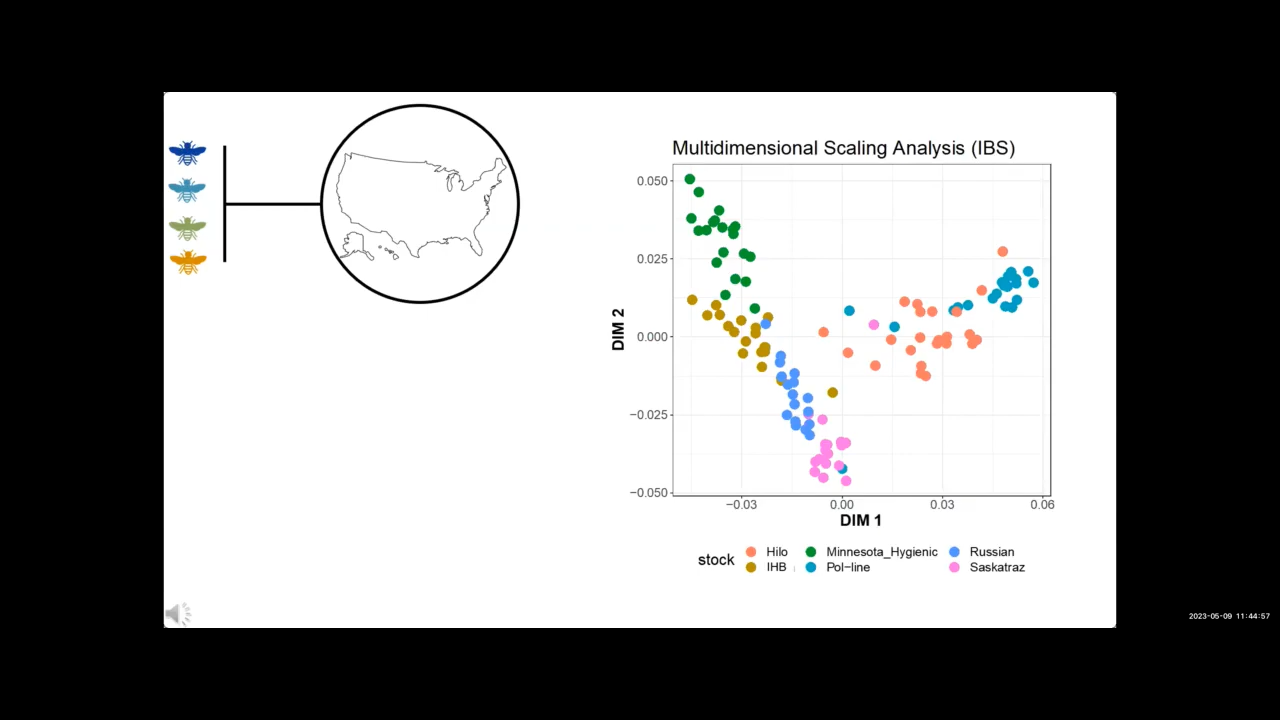 Multidimensional Scaling Analysis (IBS)
0.050
0.025
0.000
−0.025
−0.050
DIM 2
−0.03
0.00
0.03
0.06
DIM 1
stock
Hilo
Minnesota_Hygienic
Russian
IHB
Pol−line
Saskatraz
2023-05-09 11:44:57